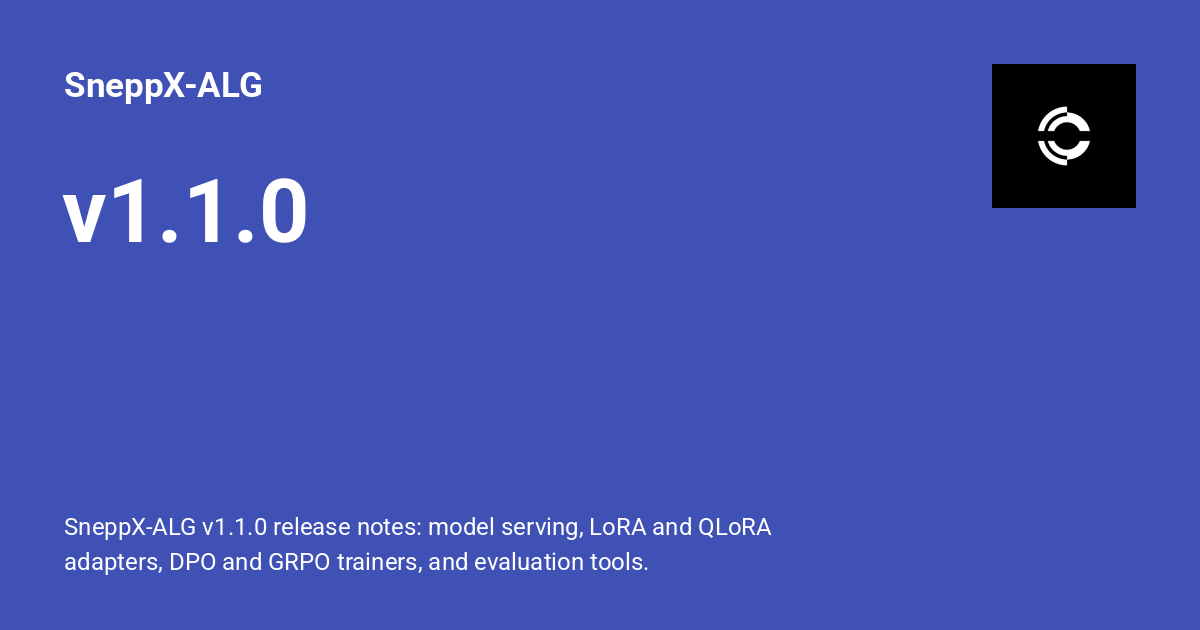 SneppX-ALG
v1.1.0
SneppX-ALG v1.1.0 release notes: model serving, LoRA and QLoRA
adapters, DPO and GRPO trainers, and evaluation tools.